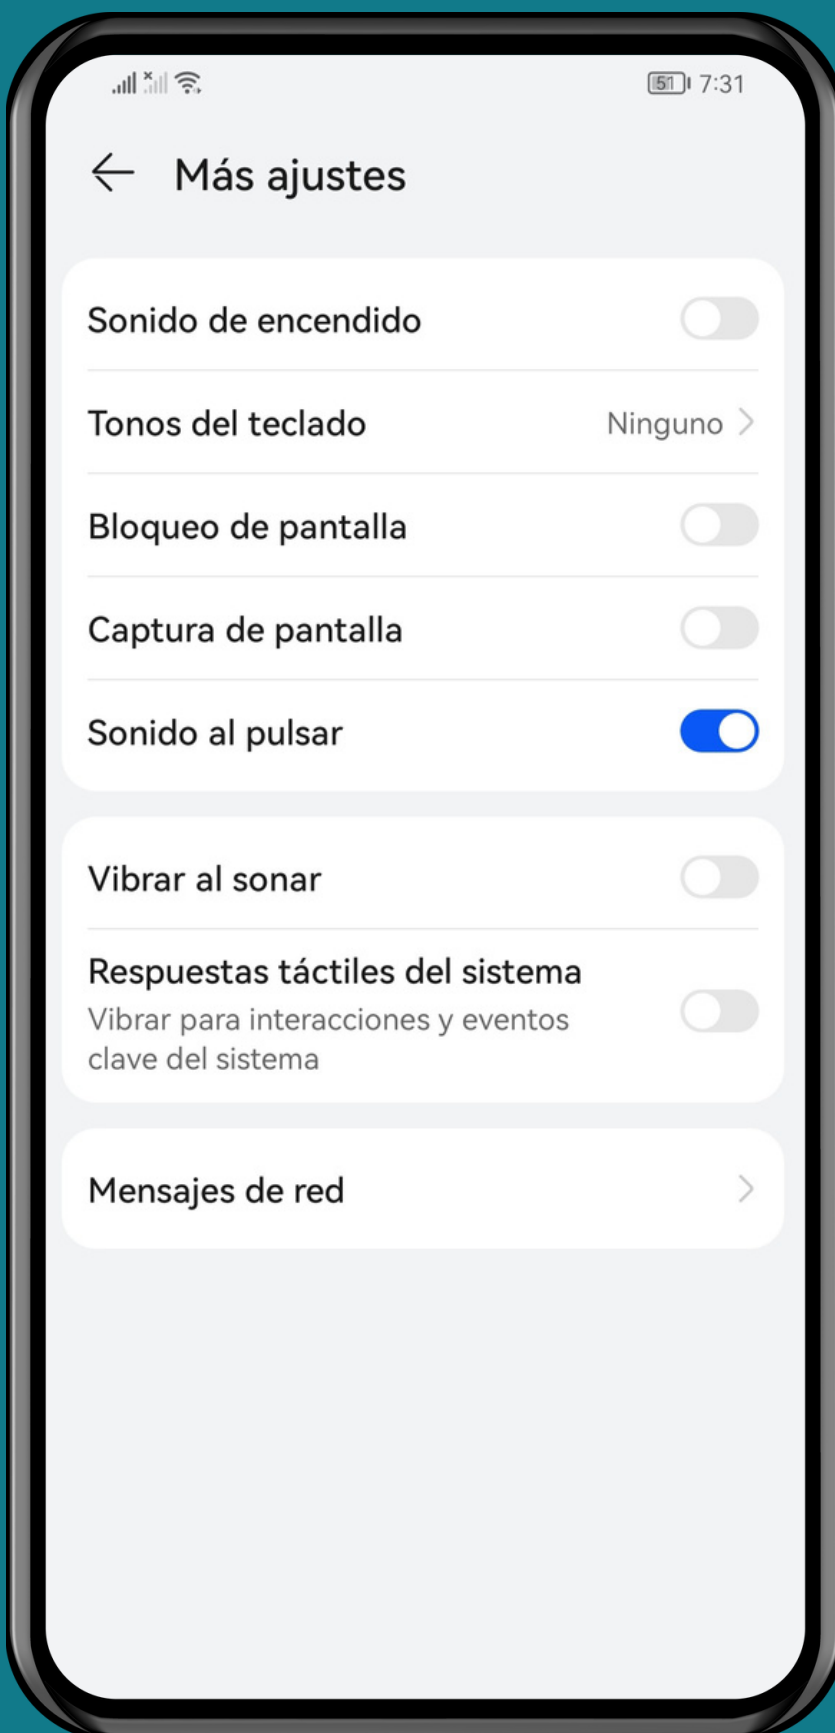 51 7:31
Más ajustes
Sonido de encendido
Tonos del teclado Ninguno
Bloqueo de pantalla
Captura de pantalla
Sonido al pulsar
Vibrar al sonar
Respuestas táctiles del sistema
Vibrar para interacciones y eventos
clave del sistema
Mensajes de red